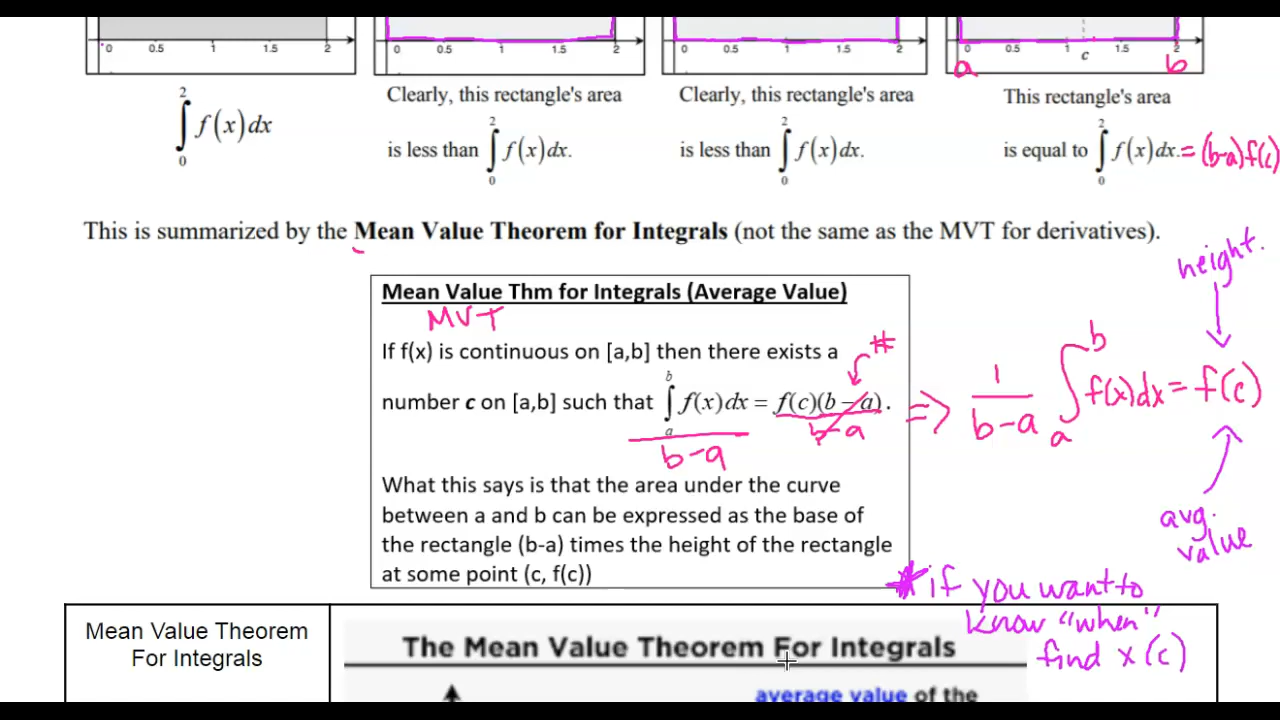 0 0.5 1 1.5 2
0 0.5 1 1.5 2
0 0.5 1 1.5 2
0 0.5 1 1.5 2
c
a b
2
∫ f(x)dx
0
Clearly, this rectangle's area
is less than ∫₀² f(x)dx.
Clearly, this rectangle's area
is less than ∫₀² f(x)dx.
This rectangle's area
is equal to ∫₀² f(x)dx. = (b-a)f(c)
This is summarized by the Mean Value Theorem for Integrals (not the same as the MVT for derivatives).
height.
Mean Value Thm for Integrals (Average Value)
MVT
If f(x) is continuous on [a,b] then there exists a
*
number c on [a,b] such that ∫ₐᵇ f(x)dx = f(c)(b – a).
b-a b-a
=> 1/(b-a) ∫ₐᵇ f(x)dx = f(c)
avg.
value
What this says is that the area under the curve
between a and b can be expressed as the base of
the rectangle (b-a) times the height of the rectangle
at some point (c, f(c))
* if you want to
know "when"
find x (c)
Mean Value Theorem
For Integrals
The Mean Value Theorem For Integrals
average value of the